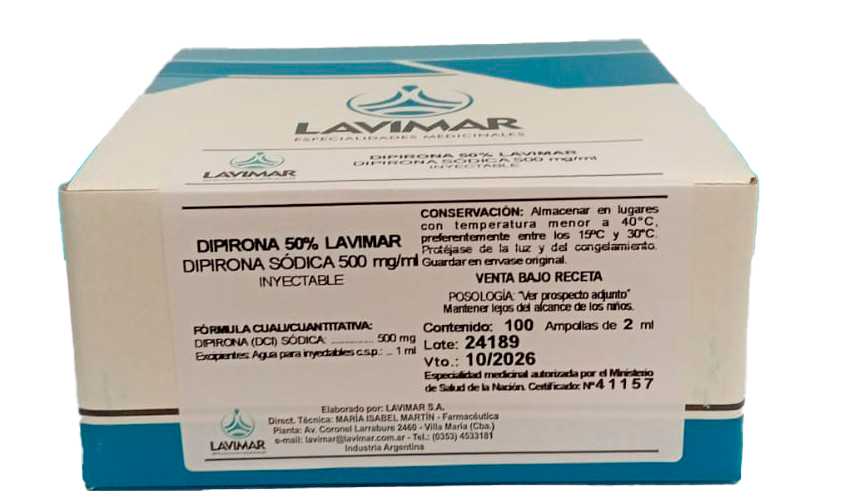 LAVIMAR
ESPECIALIDADES MEDICINALES
LAVIMAR
DIPIRONA 50% LAVIMAR
DIPIRONA SÓDICA 500 mg/ml
INYECTABLE
DIPIRONA 50% LAVIMAR
DIPIRONA SÓDICA 500 mg/ml
INYECTABLE
FÓRMULA CUALI/CUANTITATIVA:
DIPIRONA (DCI) SÓDICA: ............... 500 mg
Excipientes: Agua para inyectables c.s.p.: .. 1 ml
CONSERVACIÓN: Almacenar en lugares
con temperatura menor a 40°C,
preferentemente entre los 15ºC y 30°C.
Protéjase de la luz y del congelamiento.
Guardar en envase original.
VENTA BAJO RECETA
POSOLOGÍA: "Ver prospecto adjunto"
Mantener lejos del alcance de los niños.
Contenido: 100 Ampollas de 2 ml
Lote: 24189
Vto.: 10/2026
Especialidad medicinal autorizada por el Ministerio
de Salud de la Nación. Certificado: N°41157
LAVIMAR
Elaborado por: LAVIMAR S.A.
Direct. Técnica: MARÍA ISABEL MARTÍN - Farmacéutica
Planta: Av. Coronel Larrabure 2460 - Villa María (Cba.)
e-mail: lavimar@lavimar.com.ar - Tel.: (0353) 4533181
Industria Argentina